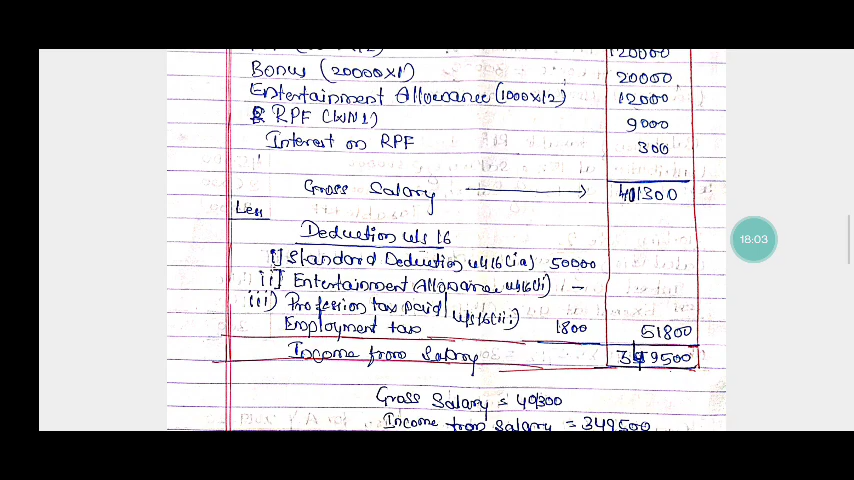 120000
Bonus (20000x1) 20000
Entertainment Allowance (1000x12) 12000
RPF (WN1) 9000
Interest on RPF 300
Gross Salary 401300
Less
Deduction u/s 16
i] Standard Deduction u/s 16(ia) 50000
ii] Entertainment Allowance u/s 16(ii) —
iii) Profession tax paid/ u/s 16(iii)
Employment tax 1800 51800
Income from Salary 349500
Gross Salary = 401300
Income from Salary = 349500
18:03